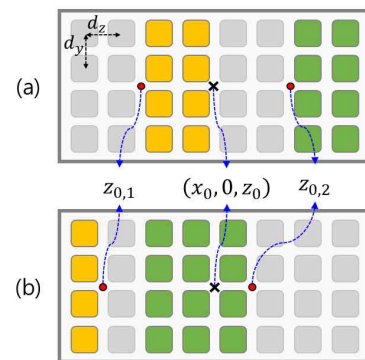 d_z
d_y
(a)
z_{0,1} (x_0, 0, z_0) z_{0,2}
(b)